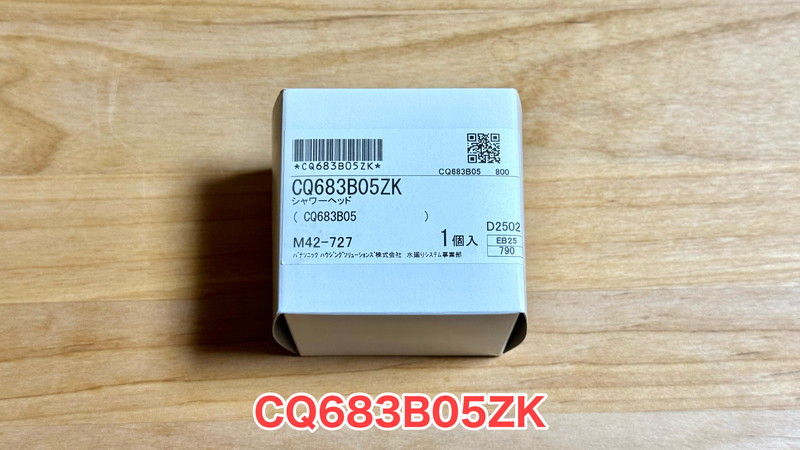 *CQ683B05ZK*
CQ683B05 800
CQ683B05ZK
シャワーヘッド
( CQ683B05 )
D2502
M42-727 1個入 EB25
790
パナソニック ハウジングソリューションズ株式会社 水廻りシステム事業部
CQ683B05ZK